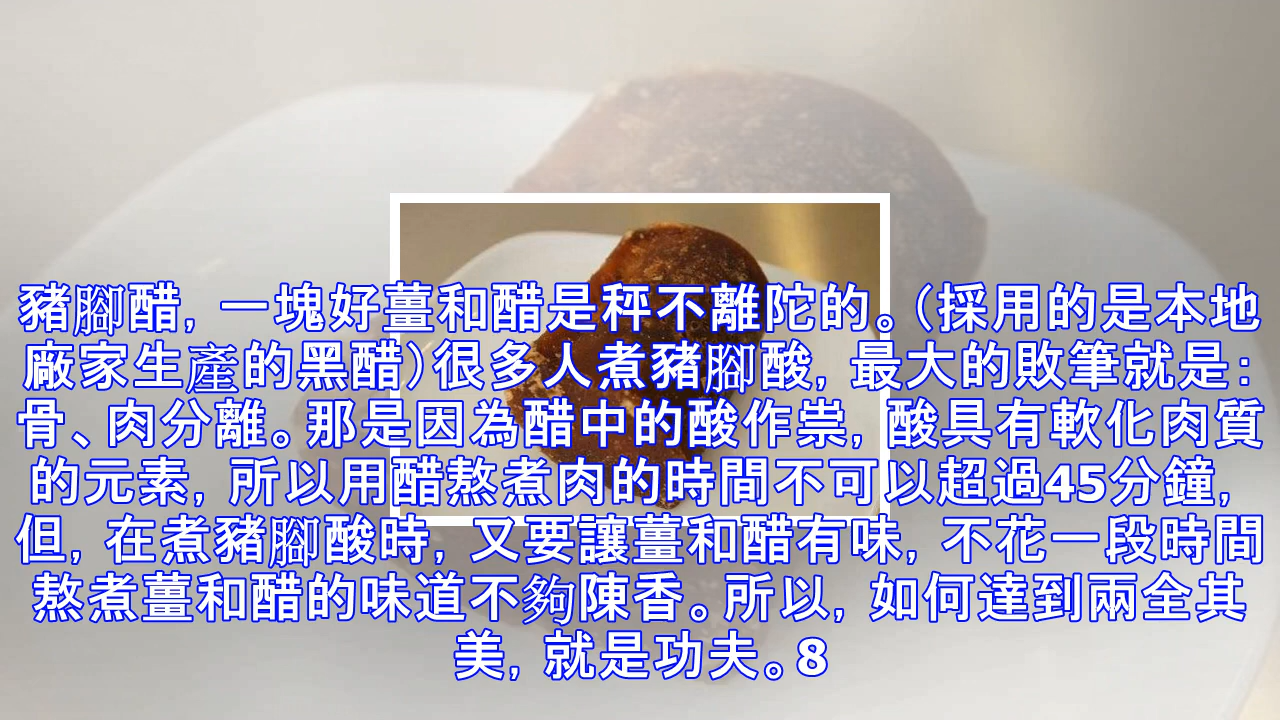 豬腳醋, 一塊好薑和醋是秤不離陀的。(採用的是本地
廠家生產的黑醋)很多人煮豬腳酸, 最大的敗筆就是:
骨、肉分離。那是因為醋中的酸作祟, 酸具有軟化肉質
的元素, 所以用醋熬煮肉的時間不可以超過45分鐘,
但, 在煮豬腳酸時, 又要讓薑和醋有味, 不花一段時間
熬煮薑和醋的味道不夠陳香。所以, 如何達到兩全其
美, 就是功夫。8